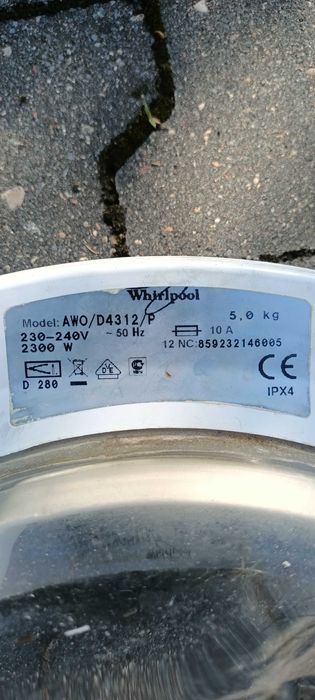 Whirlpool
Model: AWO/D4312/P 5,0 kg
230-240V ~ 50 Hz 10 A
2300 W 12 NC:859232146005
D 280
CE
IPX4